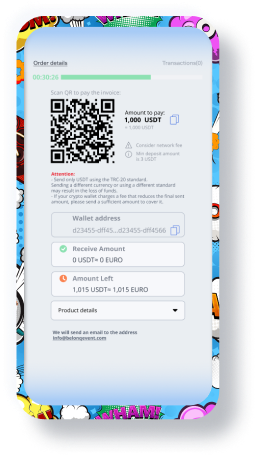 Order details
Transactions(0)
00:30:26
Scan QR to pay the invoice:
Amount to pay:
1,000 USDT
= 1,000 USDT
Consider network fee
Min deposit amount
is 3 USDT
Attention:
- Send only USDT using the TRC-20 standard.
Sending a different currency or using a different standard
may result in the loss of funds.
- If your crypto wallet charges a fee that reduces the final sent
amount, please send a sufficient amount to cover it.
Wallet address
d23455-dff45...d23455-dff4566
Receive Amount
0 USDT= 0 EURO
Amount Left
1,015 USDT= 1,015 EURO
Product details
We will send an email to the address
info@belongevent.com
WHAM!